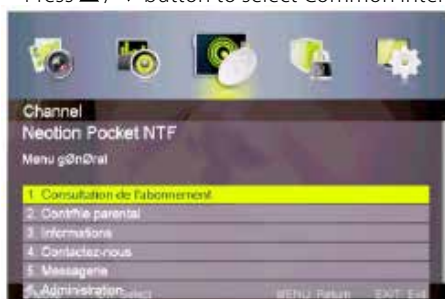 Channel
Neotion Pocket NTF
Menu gØnØral
1. Consultation de l'abonnement
2. Contrôle parental
3. Informations
4. Contactez-nous
5. Messagerie
6. Administration
Select MENU Return EXIT Exit